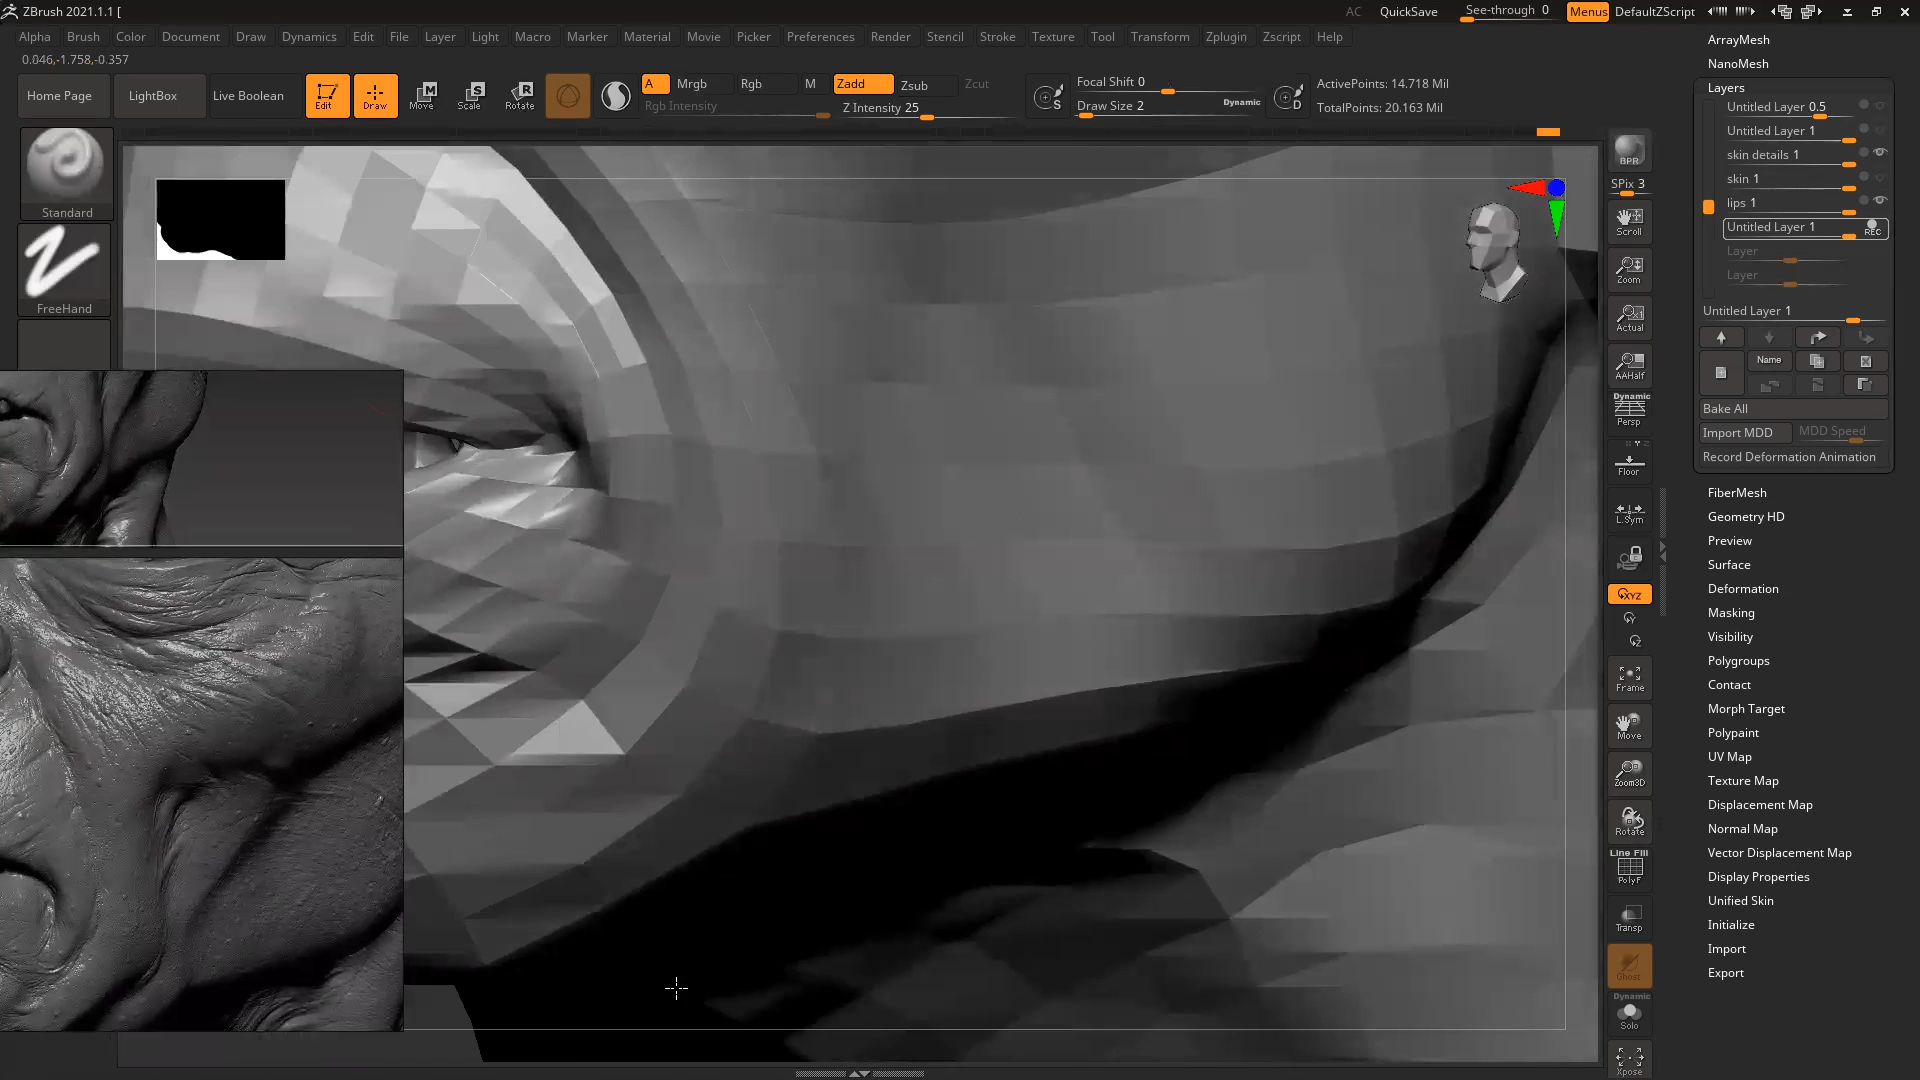 ZBrush 2021.1.1 [
AC QuickSave See-through 0 Menus DefaultZScript
Alpha Brush Color Document Draw Dynamics Edit File Layer Light Macro Marker Material Movie Picker Preferences Render Stencil Stroke Texture Tool Transform Zplugin Zscript Help
0.046,-1.758,-0.357
Home Page LightBox Live Boolean Edit Draw Move Scale Rotate
A Mrgb Rgb M Zadd Zsub Zcut
Rgb Intensity Z Intensity 25
Focal Shift 0
Draw Size 2 Dynamic
S D
ActivePoints: 14.718 Mil
TotalPoints: 20.163 Mil
Standard
FreeHand
BPR
SPix 3
Scroll
Zoom
Actual
AAHalf
Dynamic
Persp
Floor
L.Sym
XYZ
Y
Z
Frame
Move
Zoom3D
Rotate
Line Fill
PolyF
Transp
Ghost
Dynamic
Solo
Xpose
ArrayMesh
NanoMesh
Layers
Untitled Layer 0.5
Untitled Layer 1
skin details 1
skin 1
lips 1
Untitled Layer 1 REC
Layer
Layer
Untitled Layer 1
Name
Bake All
Import MDD MDD Speed
Record Deformation Animation
FiberMesh
Geometry HD
Preview
Surface
Deformation
Masking
Visibility
Polygroups
Contact
Morph Target
Polypaint
UV Map
Texture Map
Displacement Map
Normal Map
Vector Displacement Map
Display Properties
Unified Skin
Initialize
Import
Export